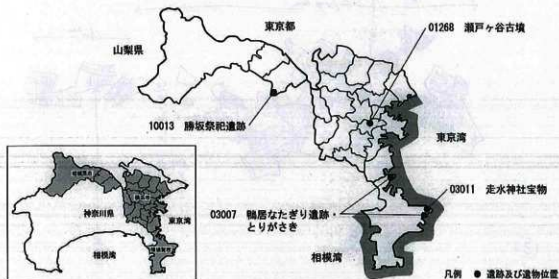 東京都
山梨県
01268 瀬戸ヶ谷古墳
10013 勝坂祭祀遺跡
東京湾
03011 走水神社宝物
03007 鴨居なたぎり遺跡・
とりがさき
相模湾
神奈川県
東京湾
相模湾
凡例 ● 遺跡及び遺物位置